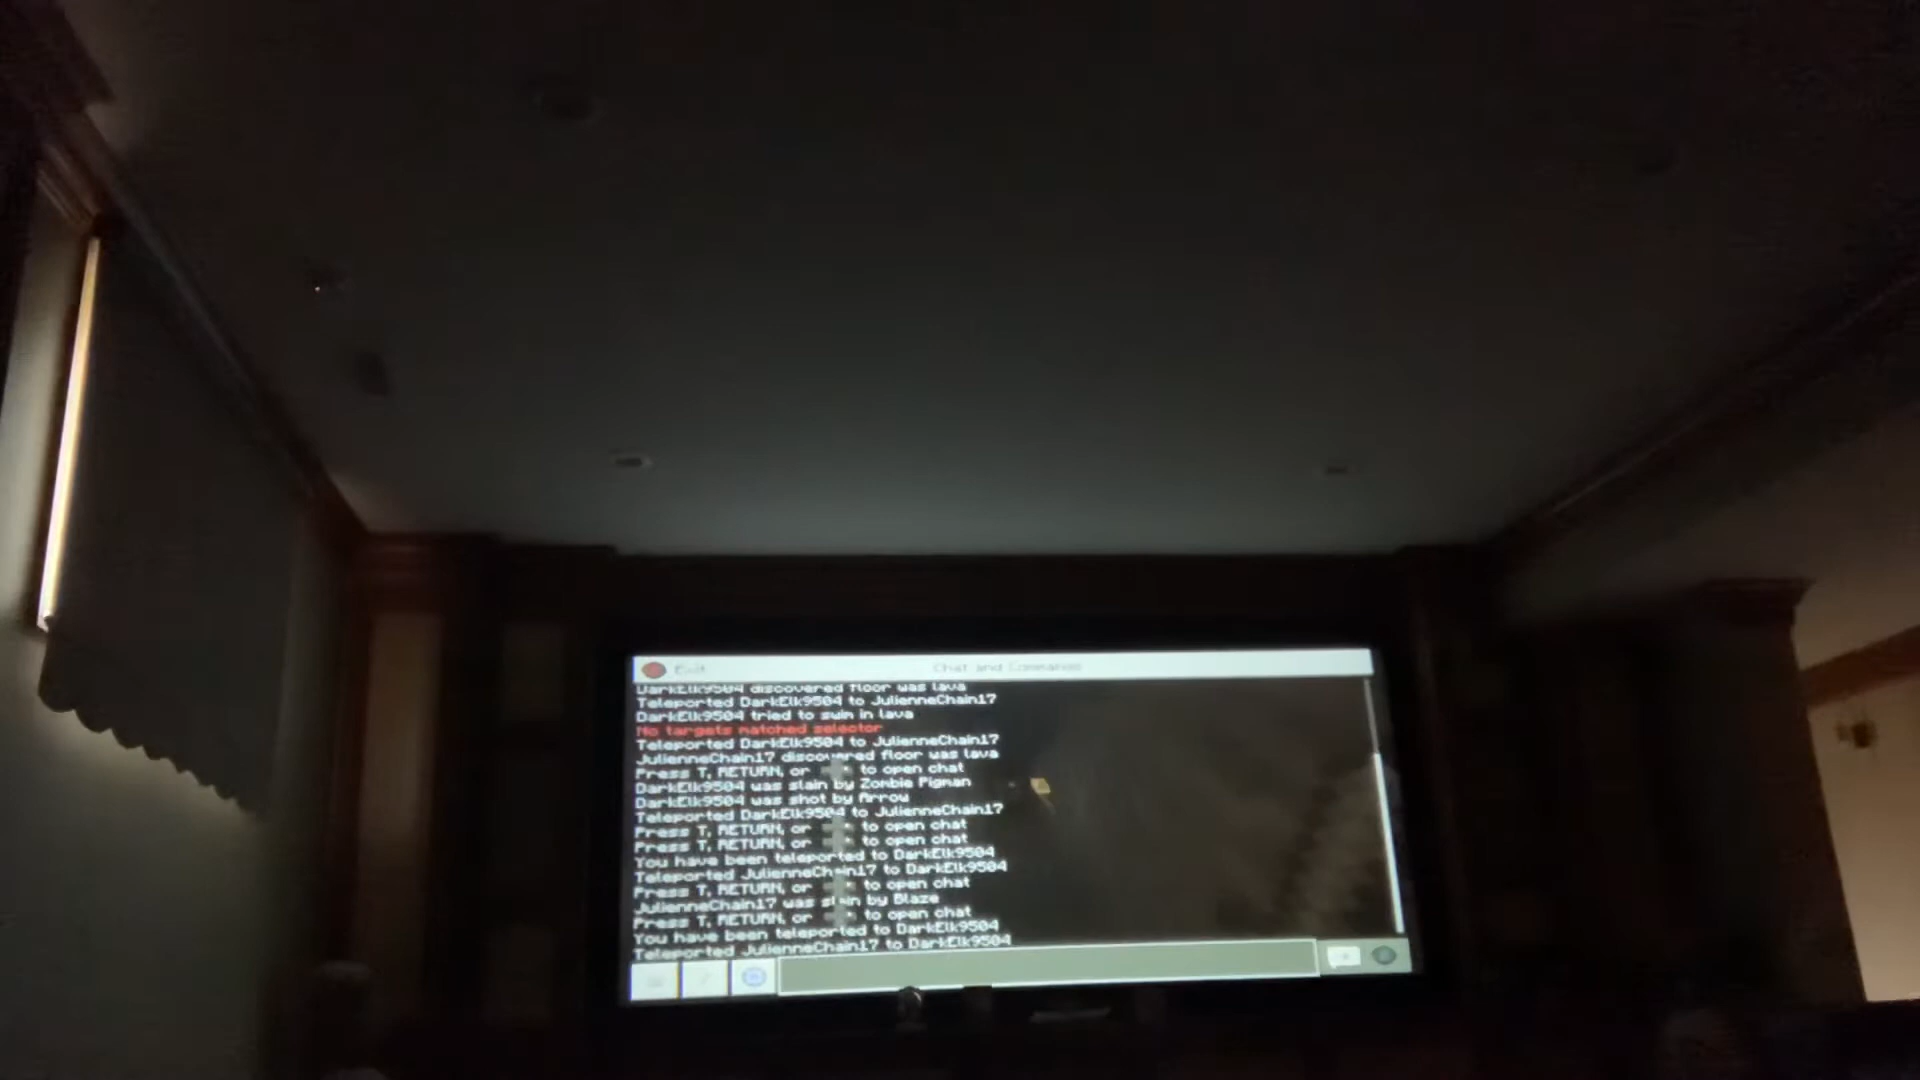 Exit
Chat and Commands
DarkElk9504 discovered floor was lava
Teleported DarkElk9504 to JulienneChain17
DarkElk9504 tried to swim in lava
No targets matched selector
Teleported DarkElk9504 to JulienneChain17
JulienneChain17 discovered floor was lava
Press T, RETURN, or to open chat
DarkElk9504 was slain by Zombie Pigman
DarkElk9504 was shot by Arrow
Teleported DarkElk9504 to JulienneChain17
Press T, RETURN, or to open chat
Press T, RETURN, or to open chat
You have been teleported to DarkElk9504
Teleported JulienneChain17 to DarkElk9504
Press T, RETURN, or to open chat
JulienneChain17 was slain by Blaze
Press T, RETURN, or to open chat
You have been teleported to DarkElk9504
Teleported JulienneChain17 to DarkElk9504